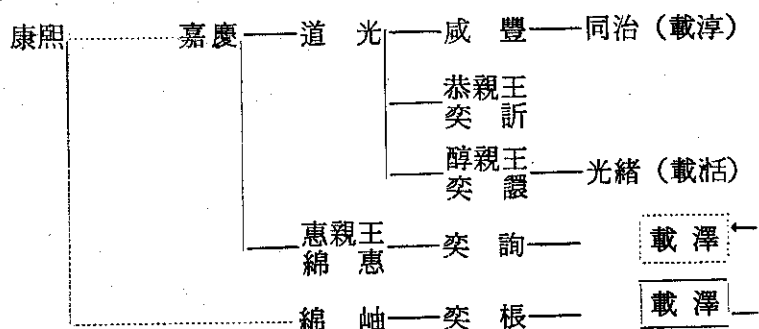 康熙 嘉慶 道光 咸豐 同治（載淳）
恭親王
奕訢
醇親王
奕譞 光緒（載湉）
惠親王
綿惠 奕詢 載澤
綿岫 奕棖 載澤